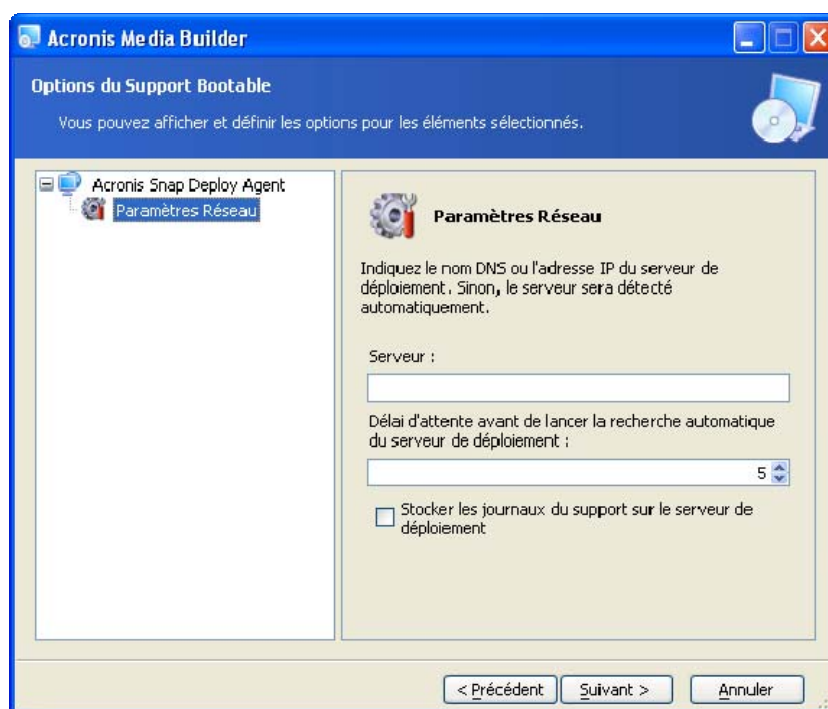 Acronis Media Builder
Options du Support Bootable
Vous pouvez afficher et définir les options pour les éléments sélectionnés.
Acronis Snap Deploy Agent
Paramètres Réseau
Paramètres Réseau
Indiquez le nom DNS ou l'adresse IP du serveur de
déploiement. Sinon, le serveur sera détecté
automatiquement.
Serveur :
Délai d'attente avant de lancer la recherche automatique
du serveur de déploiement :
5
Stocker les journaux du support sur le serveur de
déploiement
< Précédent
Suivant >
Annuler